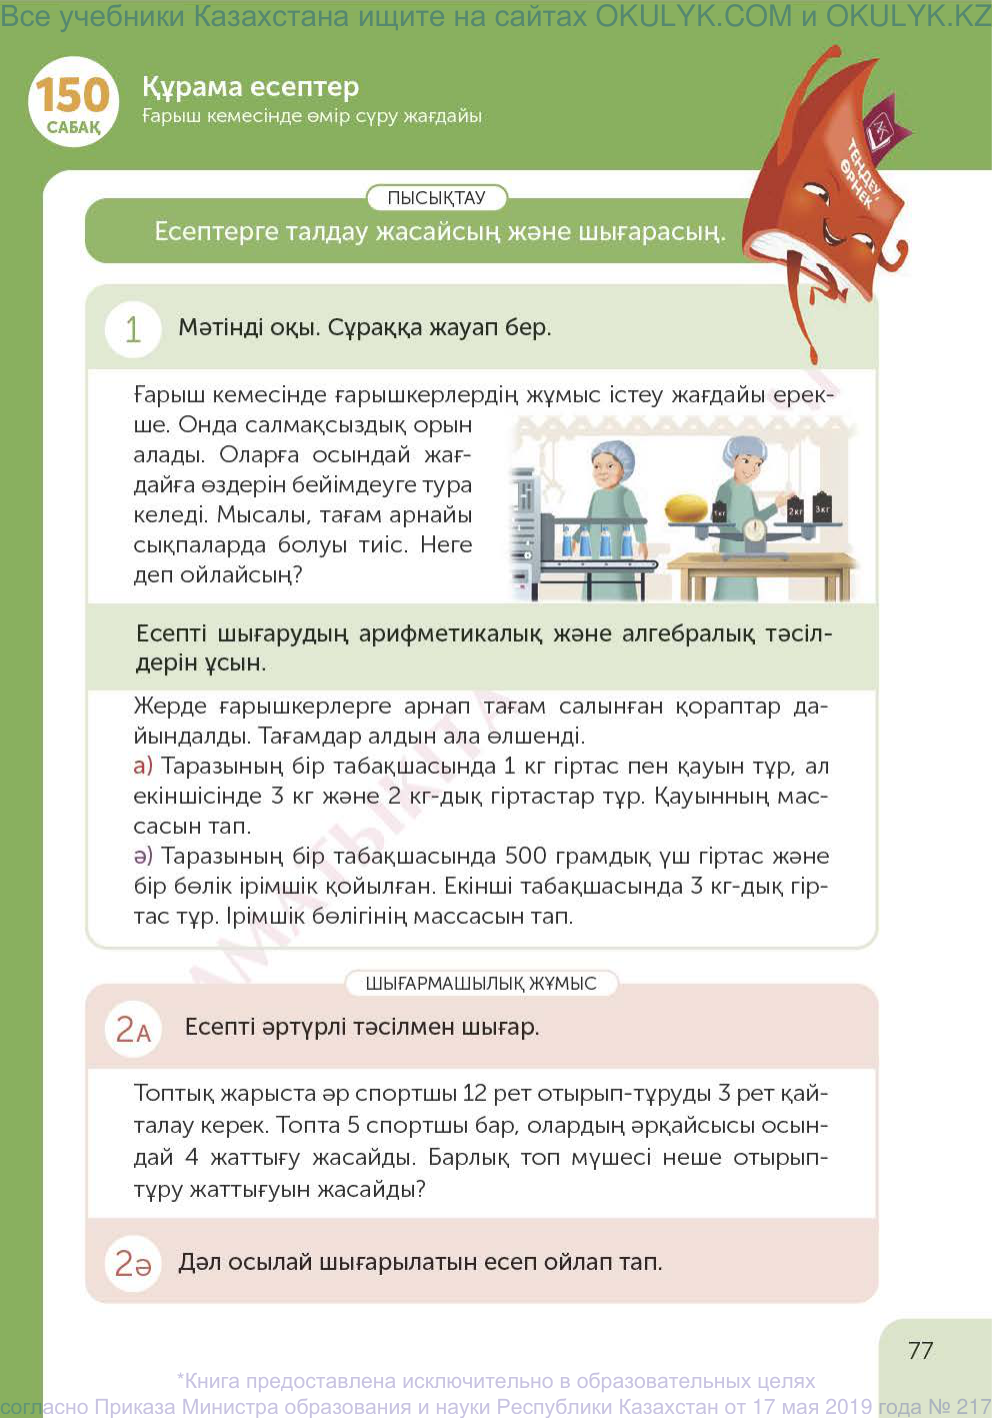 Все учебники Казахстана ищите на сайтах OKULYK.COM и OKULYK.KZ
150
САБАҚ
Құрама есептер
Ғарыш кемесінде өмір сүру жағдайы
ТЕҢДЕУ,
ӨРНЕК
ПЫСЫҚТАУ
Есептерге талдау жасайсың және шығарасың.
1
Мәтінді оқы. Сұраққа жауап бер.
Ғарыш кемесінде ғарышкерлердің жұмыс істеу жағдайы ерек-
ше. Онда салмақсыздық орын
алады. Оларға осындай жағ-
дайға өздерін бейімдеуге тура
келеді. Мысалы, тағам арнайы
сықпаларда болуы тиіс. Неге
деп ойлайсың?
1кг
2кг
3кг
Есепті шығарудың арифметикалық және алгебралық тәсіл-
дерін ұсын.
Жерде ғарышкерлерге арнап тағам салынған қораптар да-
йындалды. Тағамдар алдын ала өлшенді.
а) Таразының бір табақшасында 1 кг гіртас пен қауын тұр, ал
екіншісінде 3 кг және 2 кг-дық гіртастар тұр. Қауынның мас-
сасын тап.
ә) Таразының бір табақшасында 500 грамдық үш гіртас және
бір бөлік ірімшік қойылған. Екінші табақшасында 3 кг-дық гір-
тас тұр. Ірімшік бөлігінің массасын тап.
ШЫҒАРМАШЫЛЫҚ ЖҰМЫС
2А
Есепті әртүрлі тәсілмен шығар.
Топтық жарыста әр спортшы 12 рет отырып-тұруды 3 рет қай-
талау керек. Топта 5 спортшы бар, олардың әрқайсысы осын-
дай 4 жаттығу жасайды. Барлық топ мүшесі неше отырып-
тұру жаттығуын жасайды?
2ә
Дәл осылай шығарылатын есеп ойлап тап.
77
*Книга предоставлена исключительно в образовательных целях
согласно Приказа Министра образования и науки Республики Казахстан от 17 мая 2019 года № 217